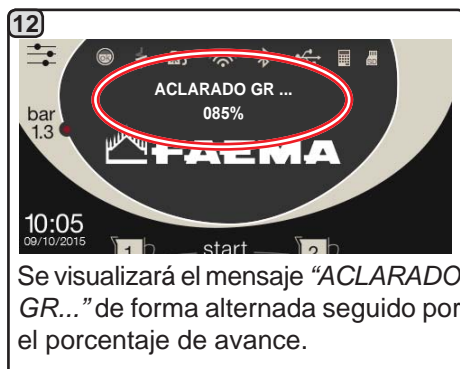 12
ACLARADO GR ...
085%
bar
1.3
FAEMA
10:05
09/10/2015
1
start
2
Se visualizará el mensaje “ACLARADO
GR...” de forma alternada seguido por
el porcentaje de avance.